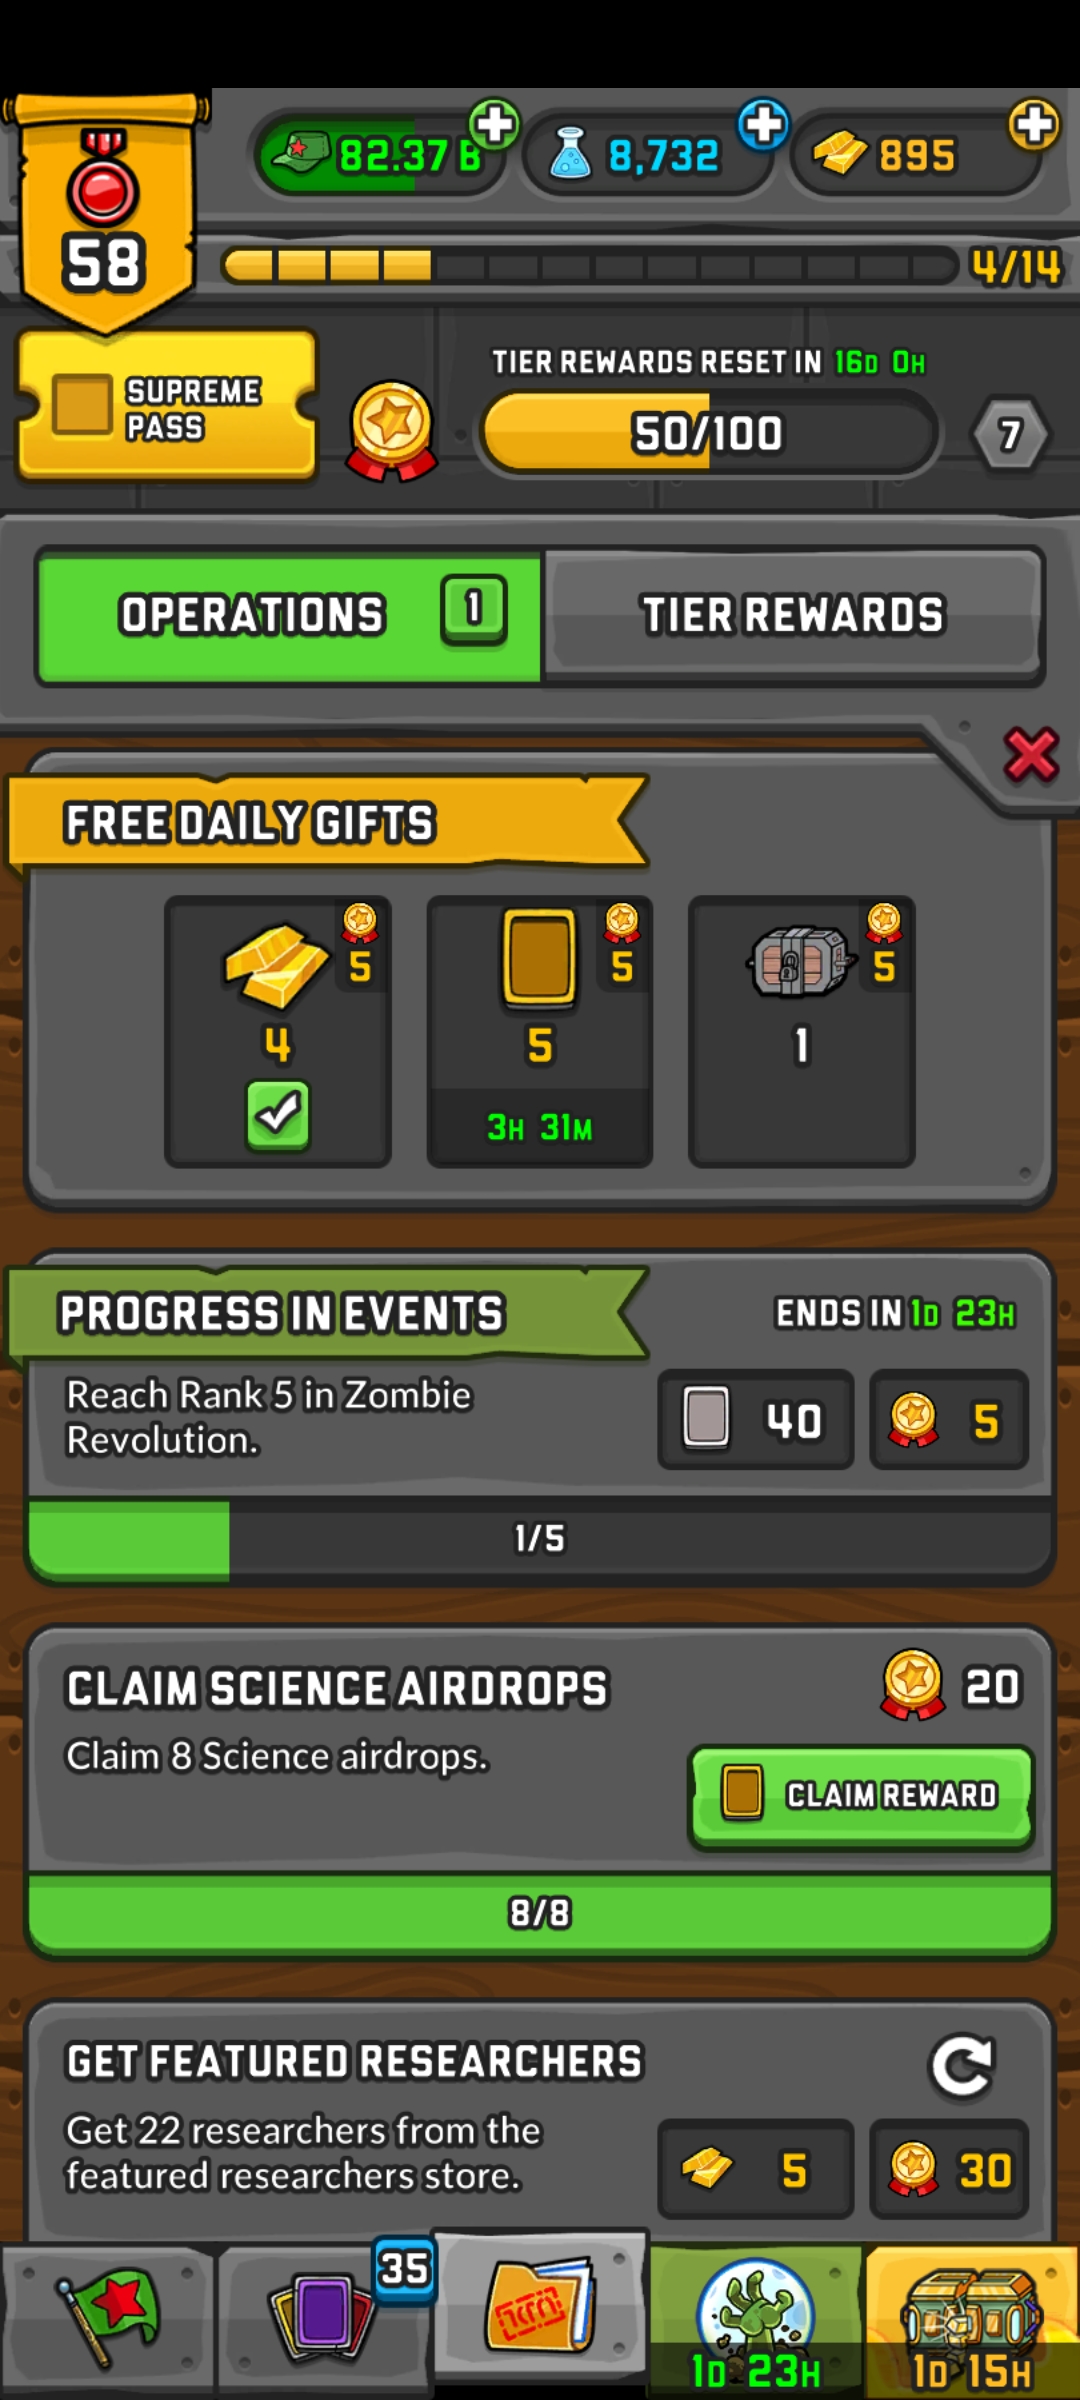 58
82.37 B
8,732
895
4/14
SUPREME
PASS
TIER REWARDS RESET IN 16D 0H
50/100
7
OPERATIONS 1
TIER REWARDS
FREE DAILY GIFTS
5
5
5
4
5
1
3H 31M
PROGRESS IN EVENTS
ENDS IN 1D 23H
Reach Rank 5 in Zombie
Revolution.
40
5
1/5
CLAIM SCIENCE AIRDROPS
20
Claim 8 Science airdrops.
CLAIM REWARD
8/8
GET FEATURED RESEARCHERS
Get 22 researchers from the
featured researchers store.
5
30
35
1D 23H
1D 15H